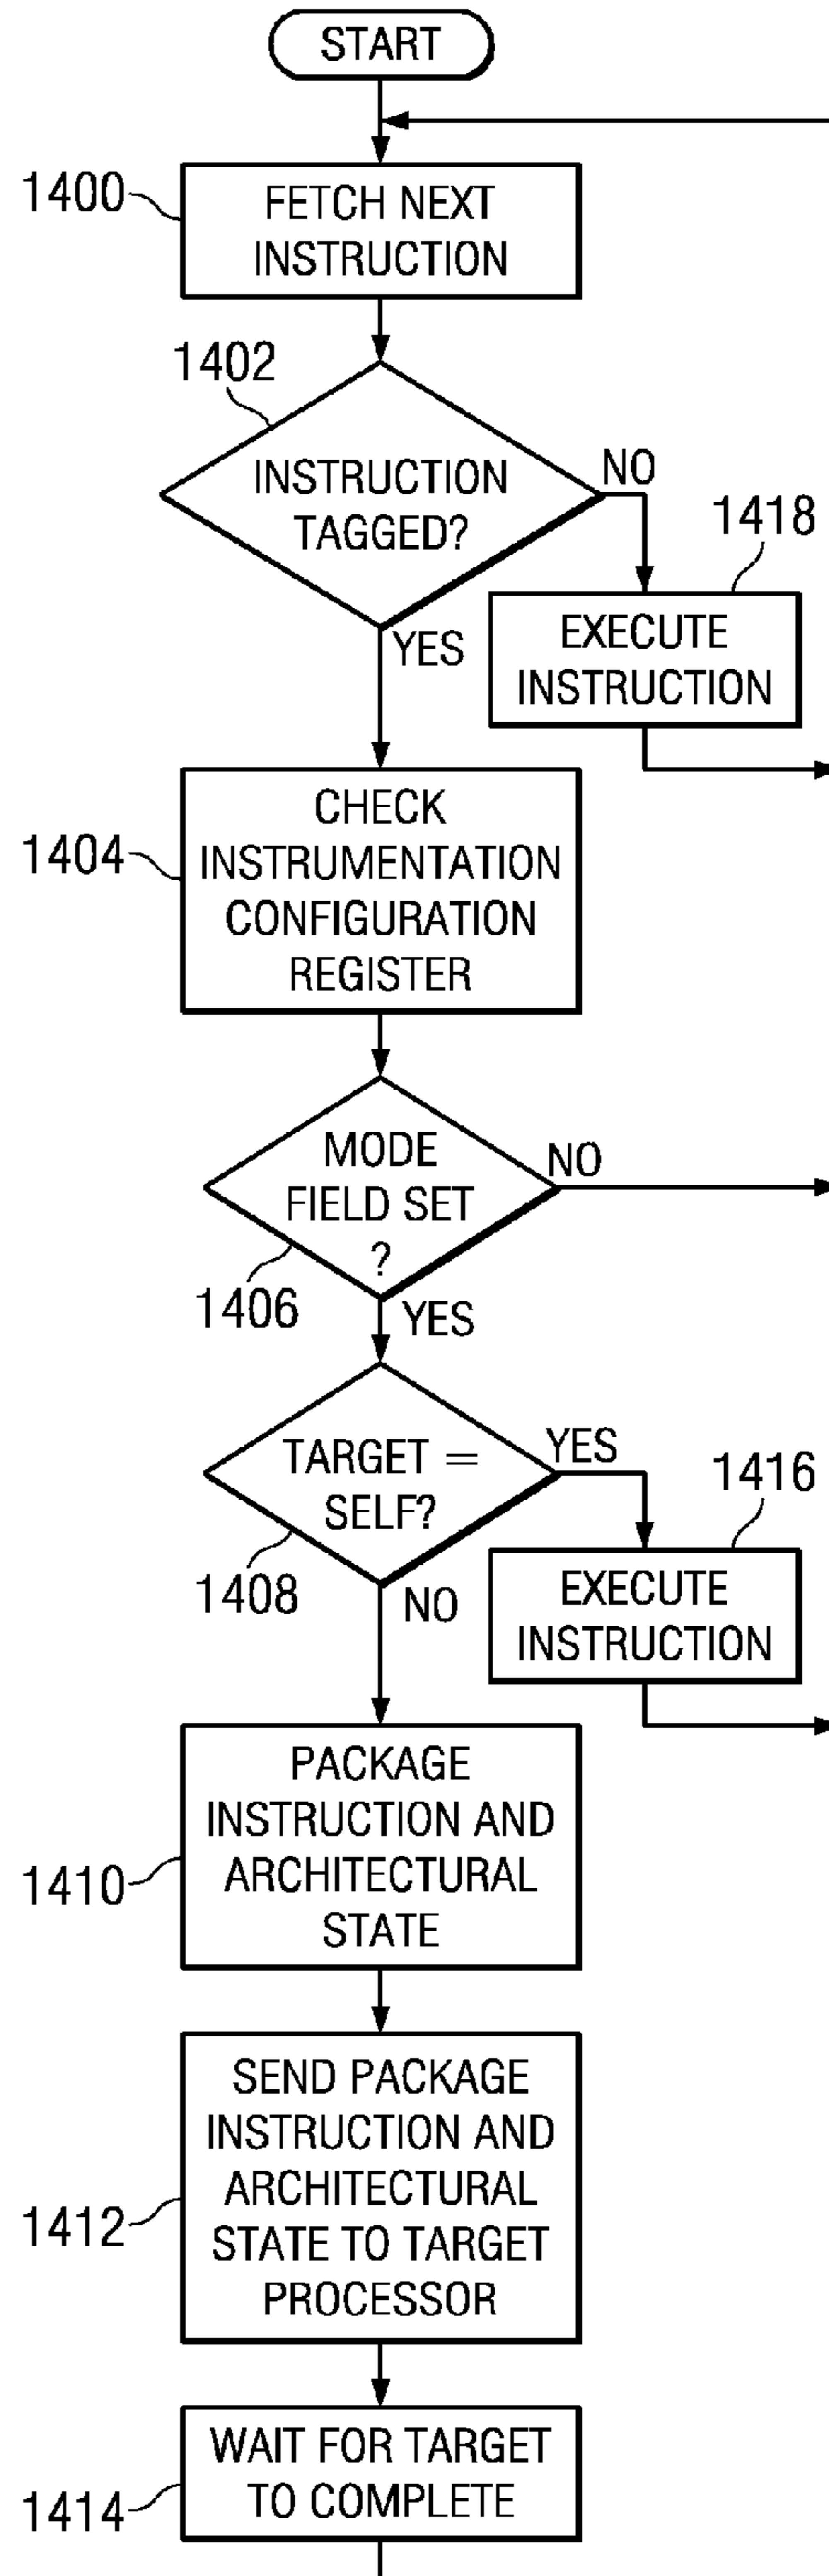 START
1400
FETCH NEXT
INSTRUCTION
1402
INSTRUCTION
TAGGED?
NO
YES
1418
EXECUTE
INSTRUCTION
1404
CHECK
INSTRUMENTATION
CONFIGURATION
REGISTER
MODE
FIELD SET
?
NO
1406
YES
TARGET =
SELF?
YES
1408
NO
1416
EXECUTE
INSTRUCTION
1410
PACKAGE
INSTRUCTION AND
ARCHITECTURAL
STATE
1412
SEND PACKAGE
INSTRUCTION AND
ARCHITECTURAL
STATE TO TARGET
PROCESSOR
1414
WAIT FOR TARGET
TO COMPLETE